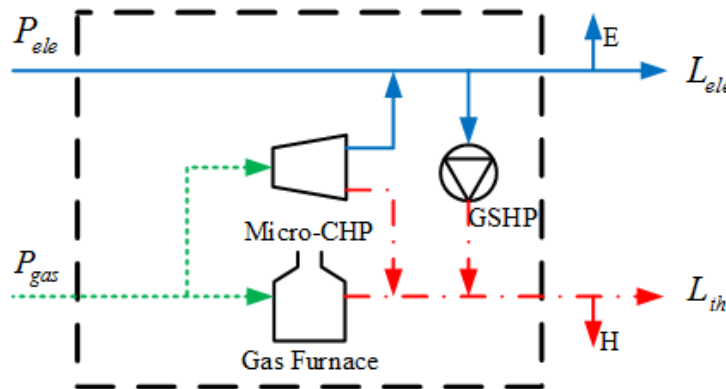 P_ele
E
L_ele
GSHP
Micro-CHP
P_gas
L_th
H
Gas Furnace